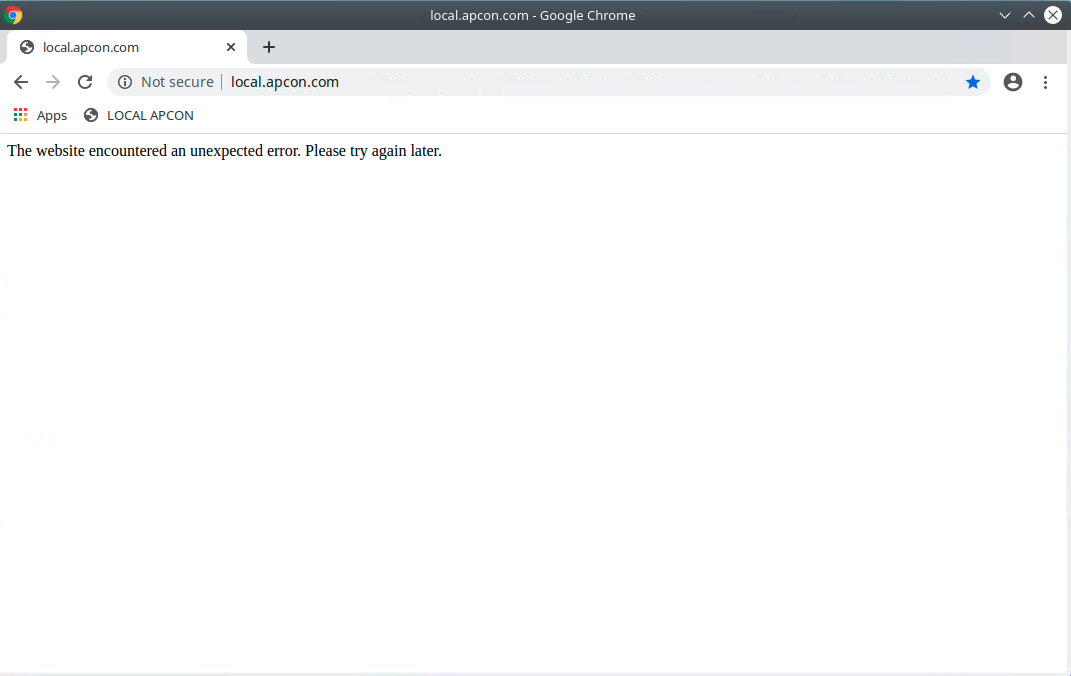 local.apcon.com - Google Chrome
local.apcon.com
Not secure local.apcon.com
Apps LOCAL APCON
The website encountered an unexpected error. Please try again later.